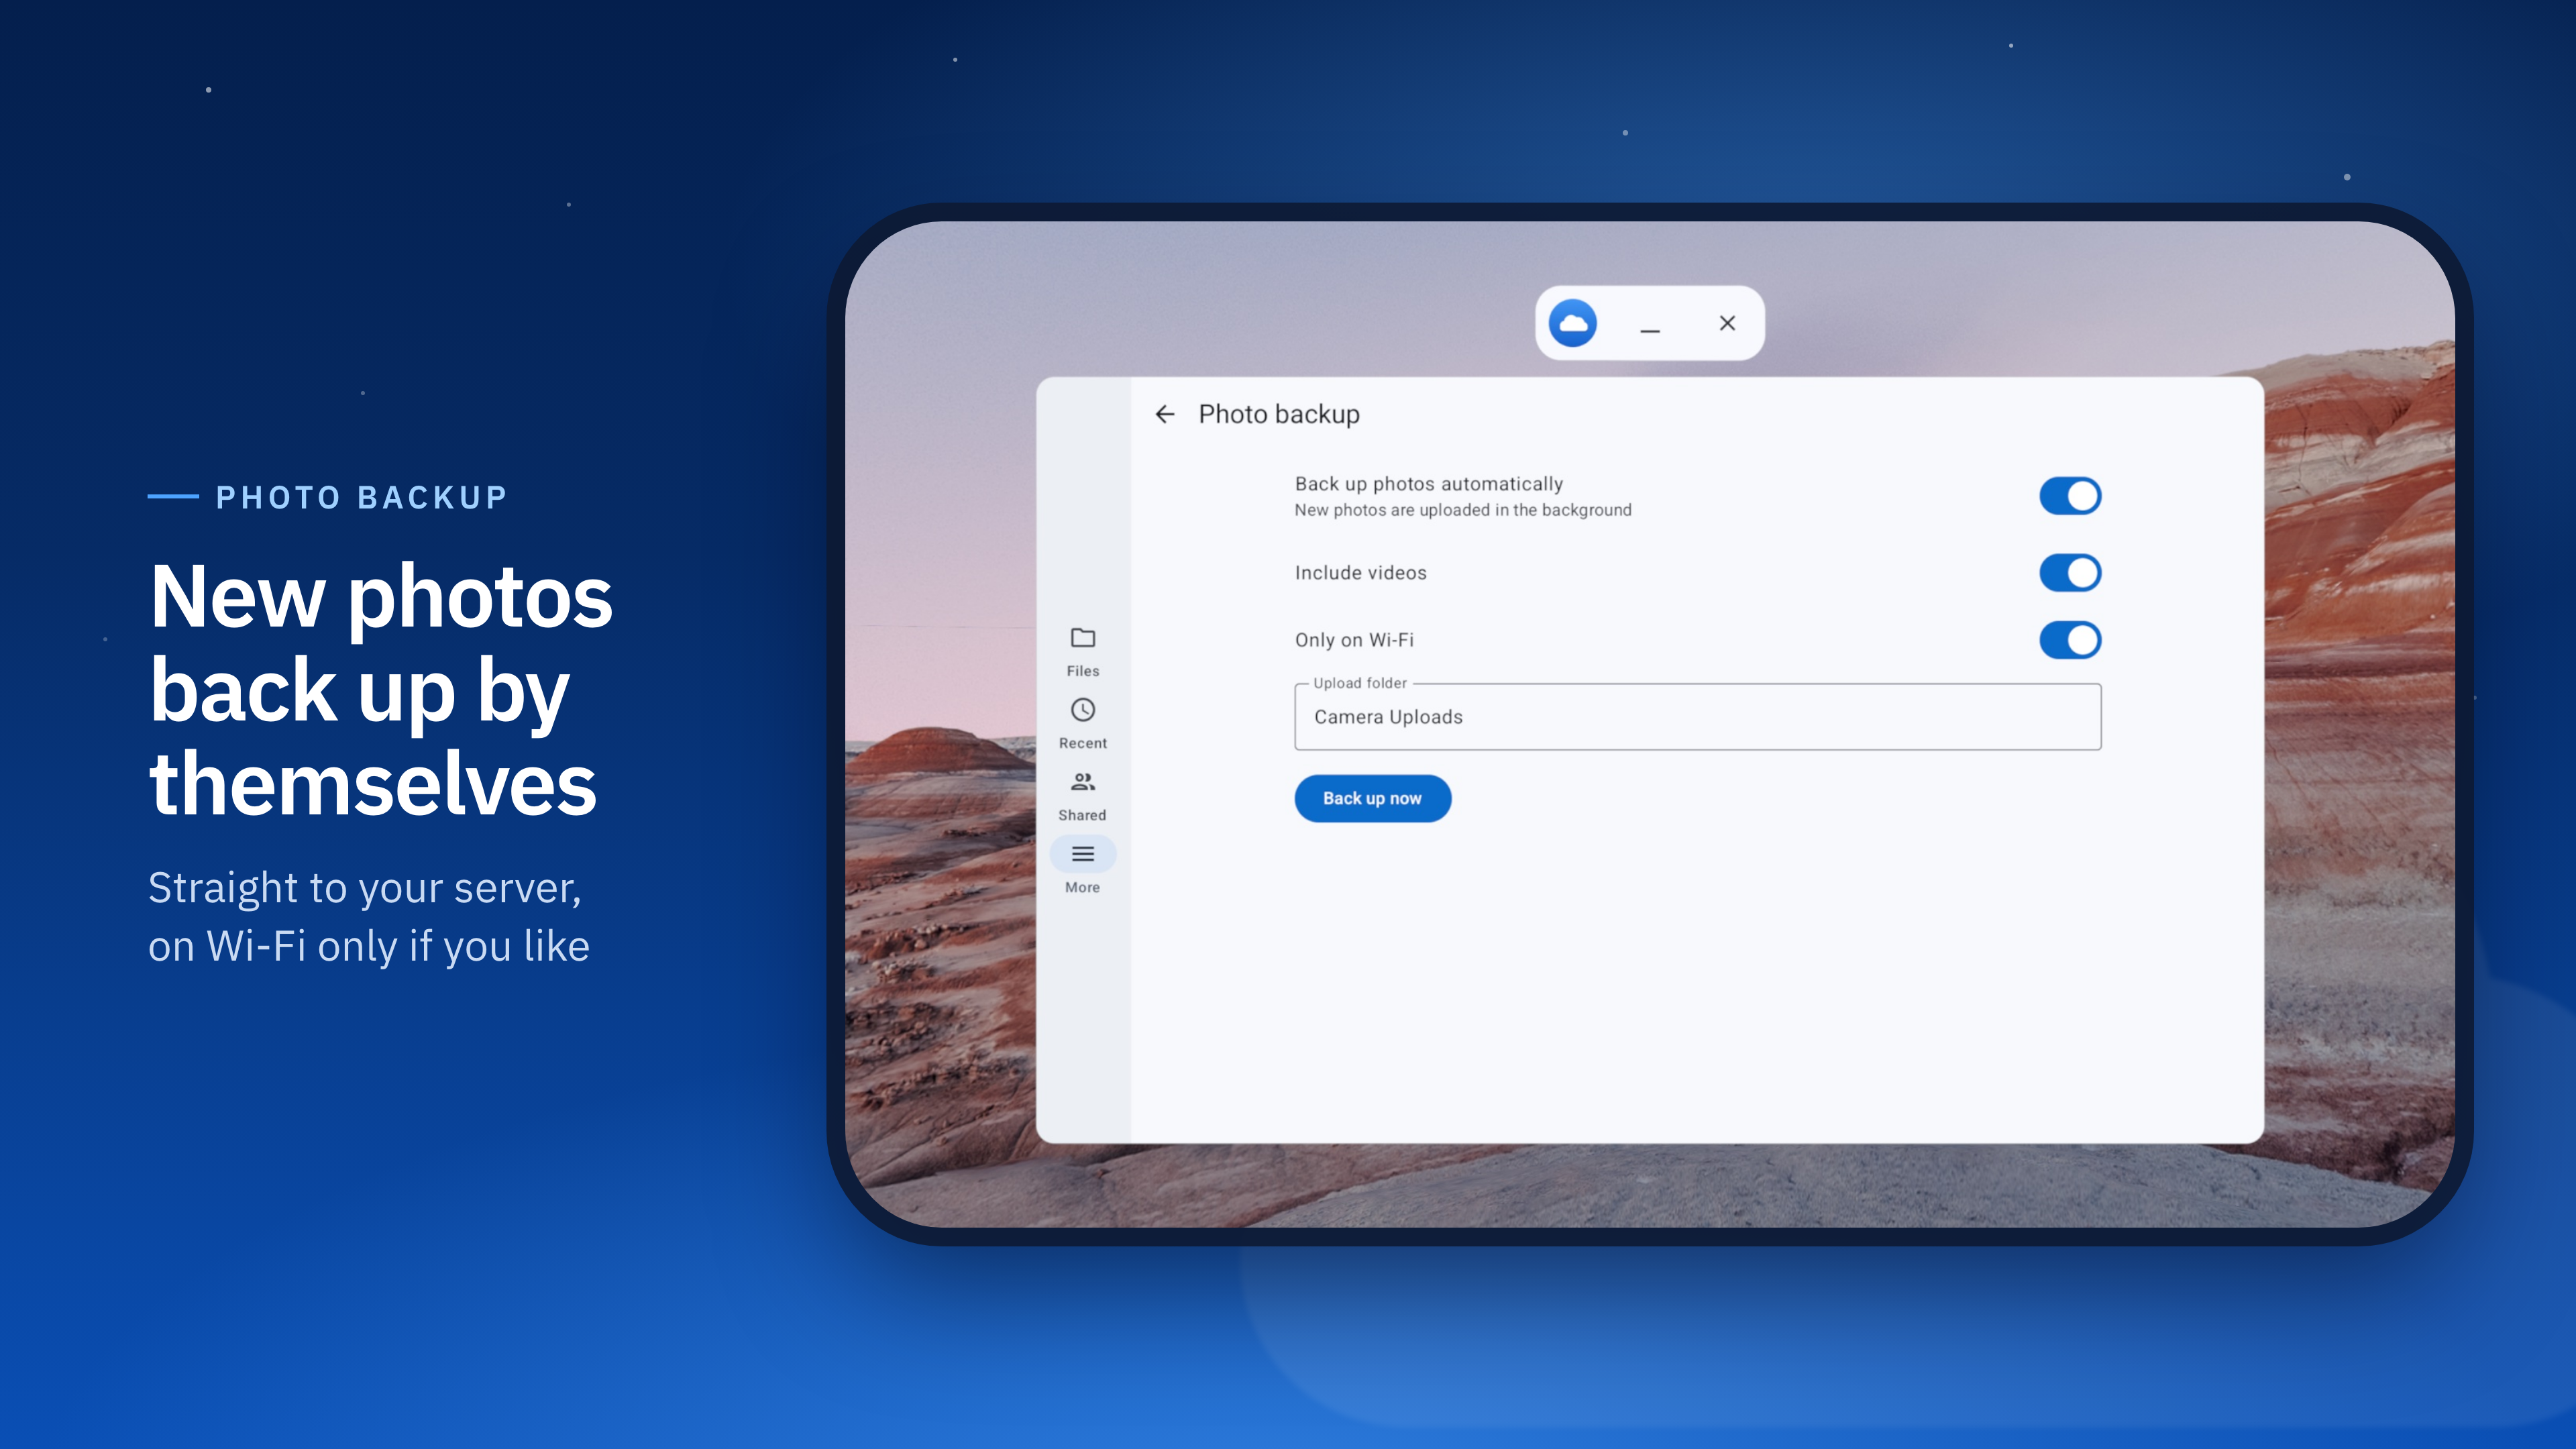 PHOTO BACKUP
New photos
back up by
themselves
Straight to your server,
on Wi-Fi only if you like
Photo backup
Back up photos automatically
New photos are uploaded in the background
Include videos
Only on Wi-Fi
Upload folder
Camera Uploads
Back up now
Files
Recent
Shared
More